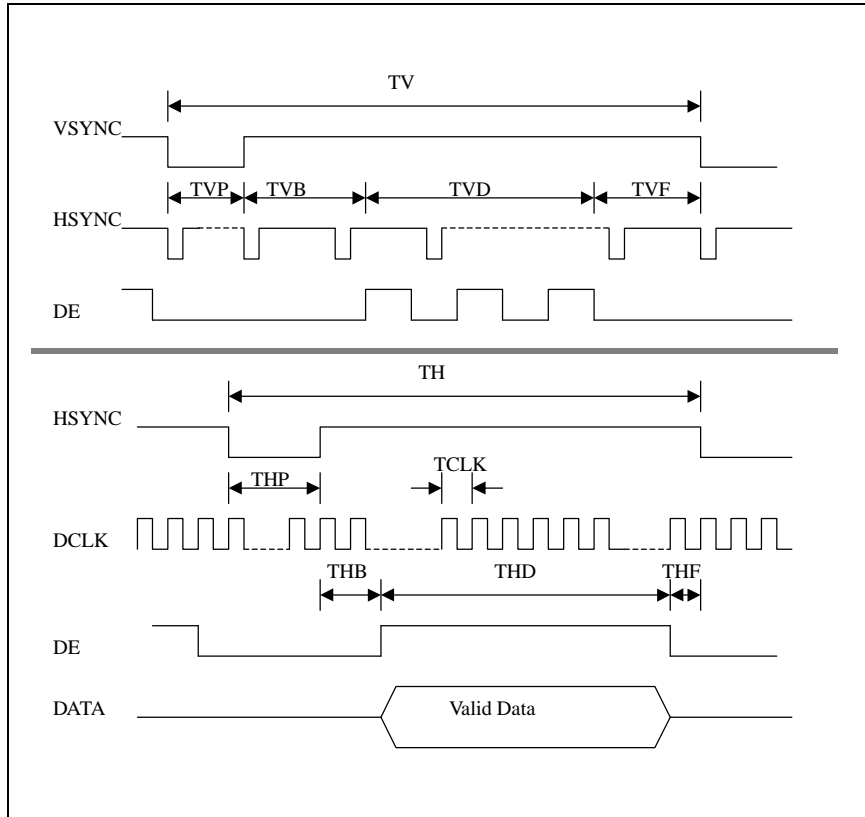 TV
VSYNC
TVP TVB TVD TVF
HSYNC
DE
TH
HSYNC
THP TCLK
DCLK
THB THD THF
DE
DATA Valid Data